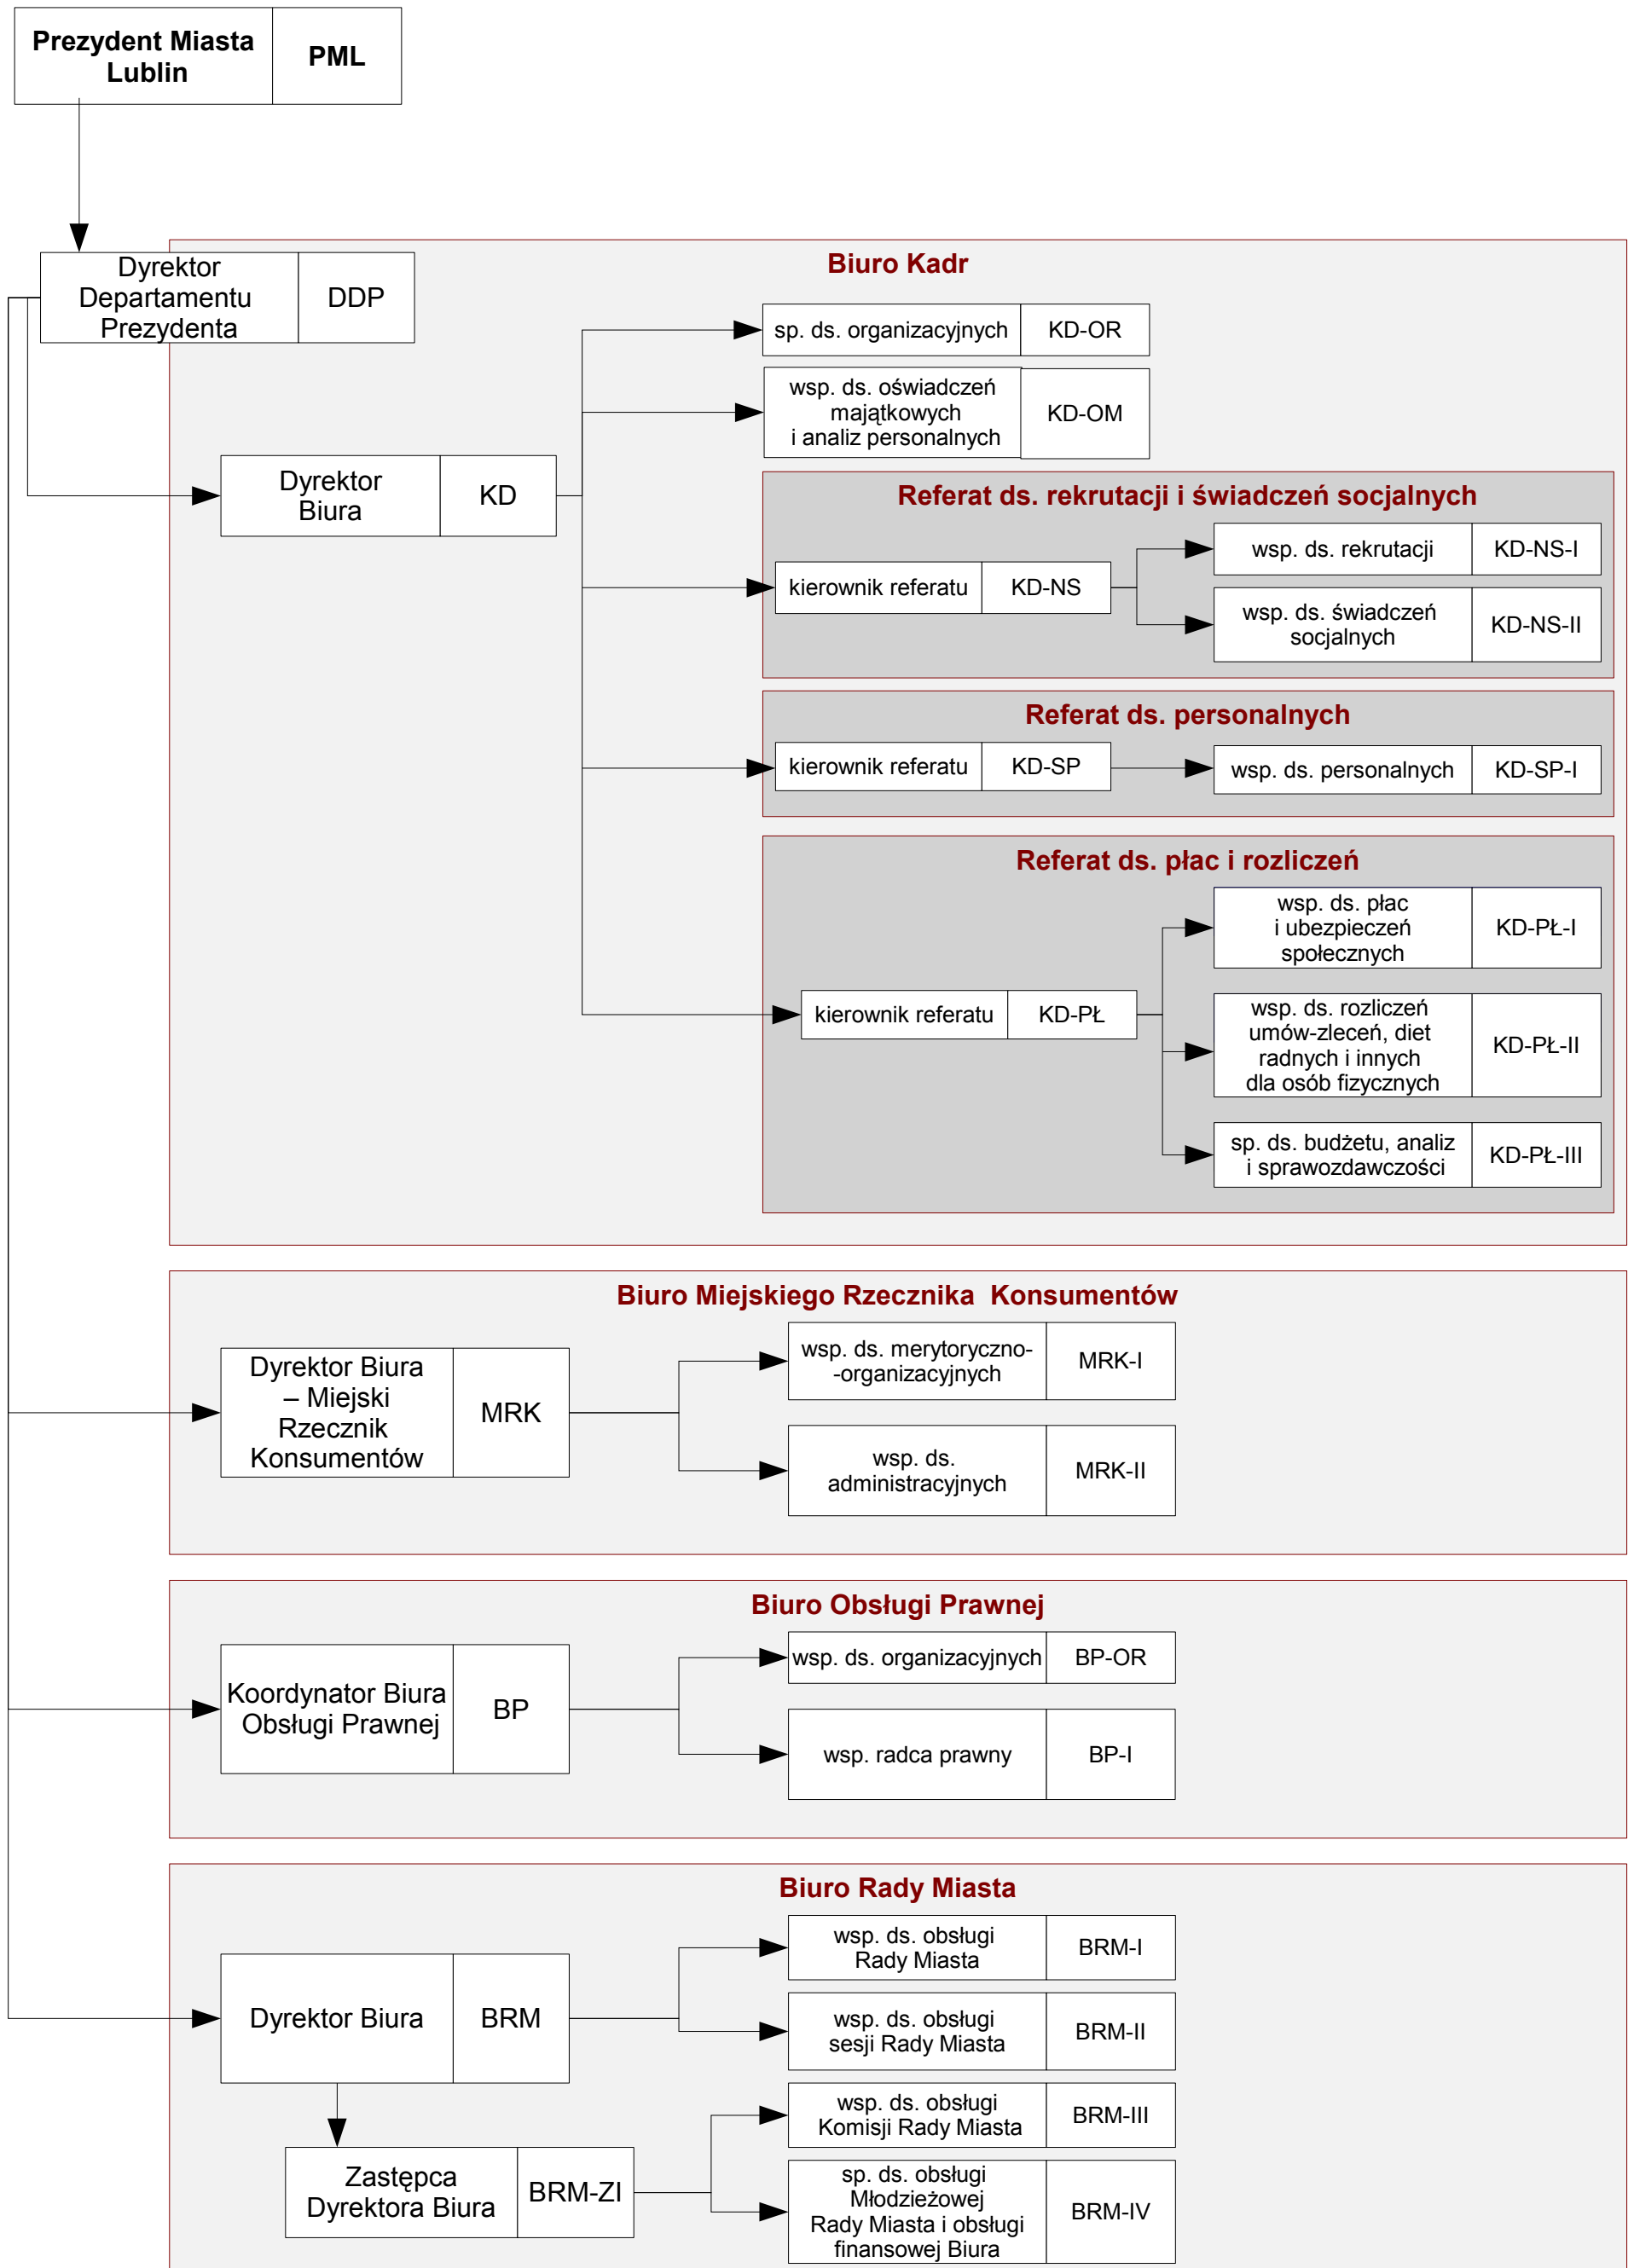 Prezydent Miasta
Lublin
PML
Dyrektor
Departamentu
Prezydenta
DDP
Biuro Kadr
sp. ds. organizacyjnych
KD-OR
wsp. ds. oświadczeń
majątkowych
i analiz personalnych
KD-OM
Dyrektor
Biura
KD
Referat ds. rekrutacji i świadczeń socjalnych
kierownik referatu
KD-NS
wsp. ds. rekrutacji
KD-NS-I
wsp. ds. świadczeń
socjalnych
KD-NS-II
Referat ds. personalnych
kierownik referatu
KD-SP
wsp. ds. personalnych
KD-SP-I
Referat ds. płac i rozliczeń
kierownik referatu
KD-PŁ
wsp. ds. płac
i ubezpieczeń
społecznych
KD-PŁ-I
wsp. ds. rozliczeń
umów-zleceń, diet
radnych i innych
dla osób fizycznych
KD-PŁ-II
sp. ds. budżetu, analiz
i sprawozdawczości
KD-PŁ-III
Biuro Miejskiego Rzecznika  Konsumentów
Dyrektor Biura
– Miejski
Rzecznik
Konsumentów
MRK
wsp. ds. merytoryczno-
-organizacyjnych
MRK-I
wsp. ds.
administracyjnych
MRK-II
Biuro Obsługi Prawnej
Koordynator Biura
Obsługi Prawnej
BP
wsp. ds. organizacyjnych
BP-OR
wsp. radca prawny
BP-I
Biuro Rady Miasta
Dyrektor Biura
BRM
wsp. ds. obsługi
Rady Miasta
BRM-I
wsp. ds. obsługi
sesji Rady Miasta
BRM-II
Zastępca
Dyrektora Biura
BRM-ZI
wsp. ds. obsługi
Komisji Rady Miasta
BRM-III
sp. ds. obsługi
Młodzieżowej
Rady Miasta i obsługi
finansowej Biura
BRM-IV